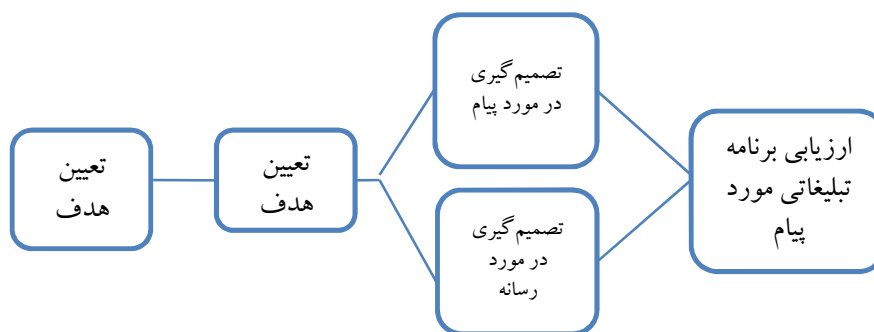 تعیین
هدف
تعیین
هدف
تصمیم‌گیری
در مورد پیام
تصمیم‌گیری
در مورد
رسانه
ارزیابی برنامه
تبلیغاتی مورد
پیام